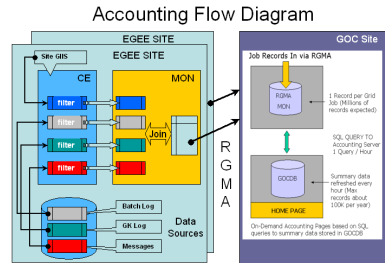 Accounting Flow Diagram
EGEE SITE
EGEE SITE
Site GIIS
CE
MON
filter
filter
filter
filter
Join
Batch Log
GK Log
Messages
Data
Sources
R
G
M
A
GOC Site
Job Records In via RGMA
RGMA
MON
1 Record per Grid
Job (Millions of
records expected)
SQL QUERY TO
Accounting Server
1 Query / Hour
GOCDB
Summary data
refreshed every
hour (Max
records about
100K per year)
HOME PAGE
On-Demand Accounting Pages based on SQL
queries to summary data stored in GOCDB